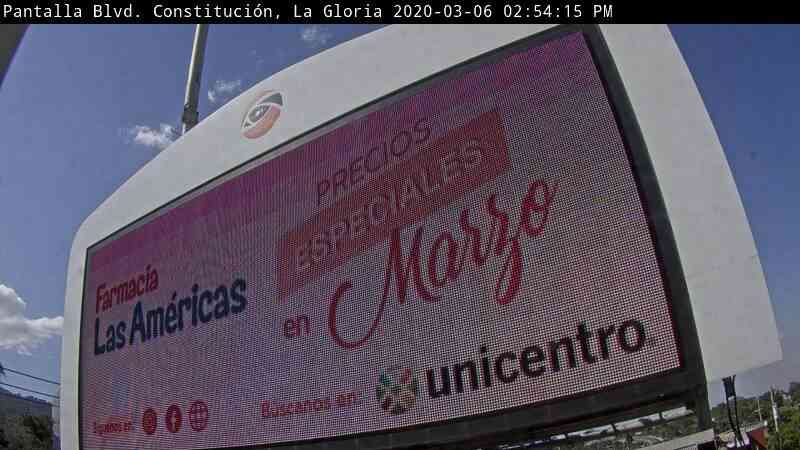 Pantalla Blvd. Constitución, La Gloria 2020-03-06 02:54:15 PM
PRECIOS
ESPECIALES
en Marzo
Farmacia
Las Américas
Síguenos en:
Búscanos en unicentro